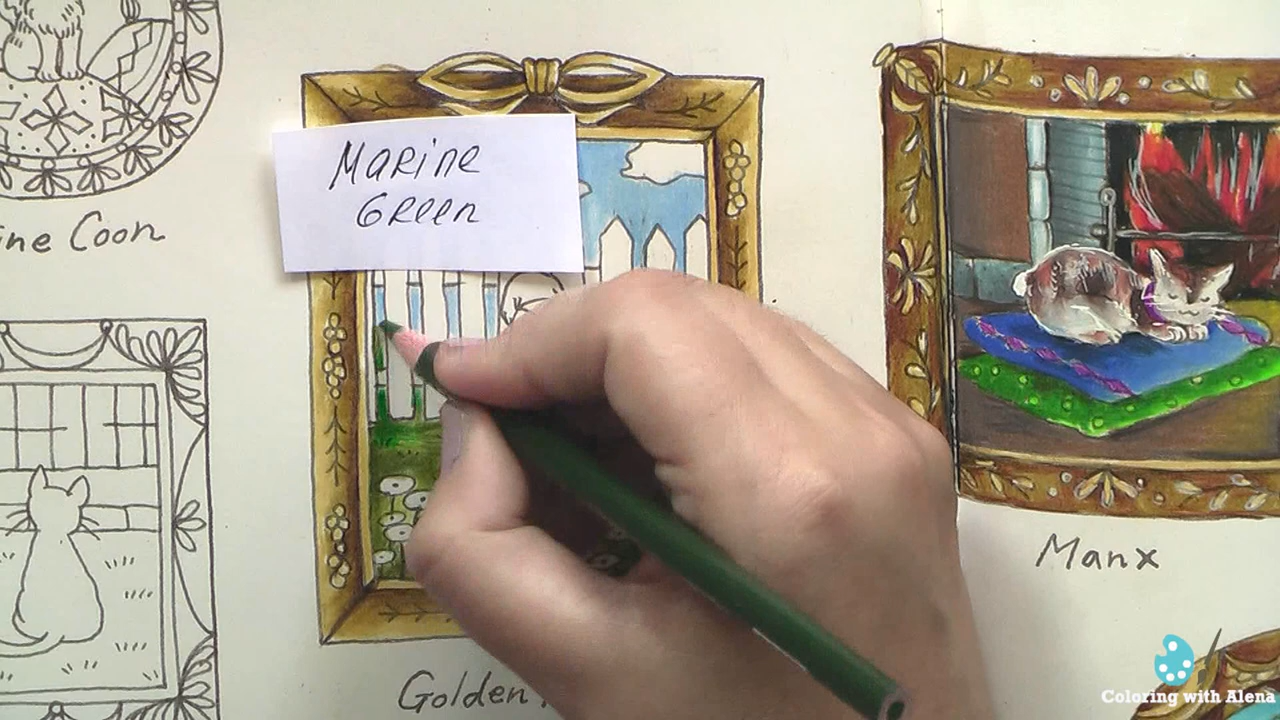 Marine
Green
ine Coon
Manx
Golden
Coloring with Alena